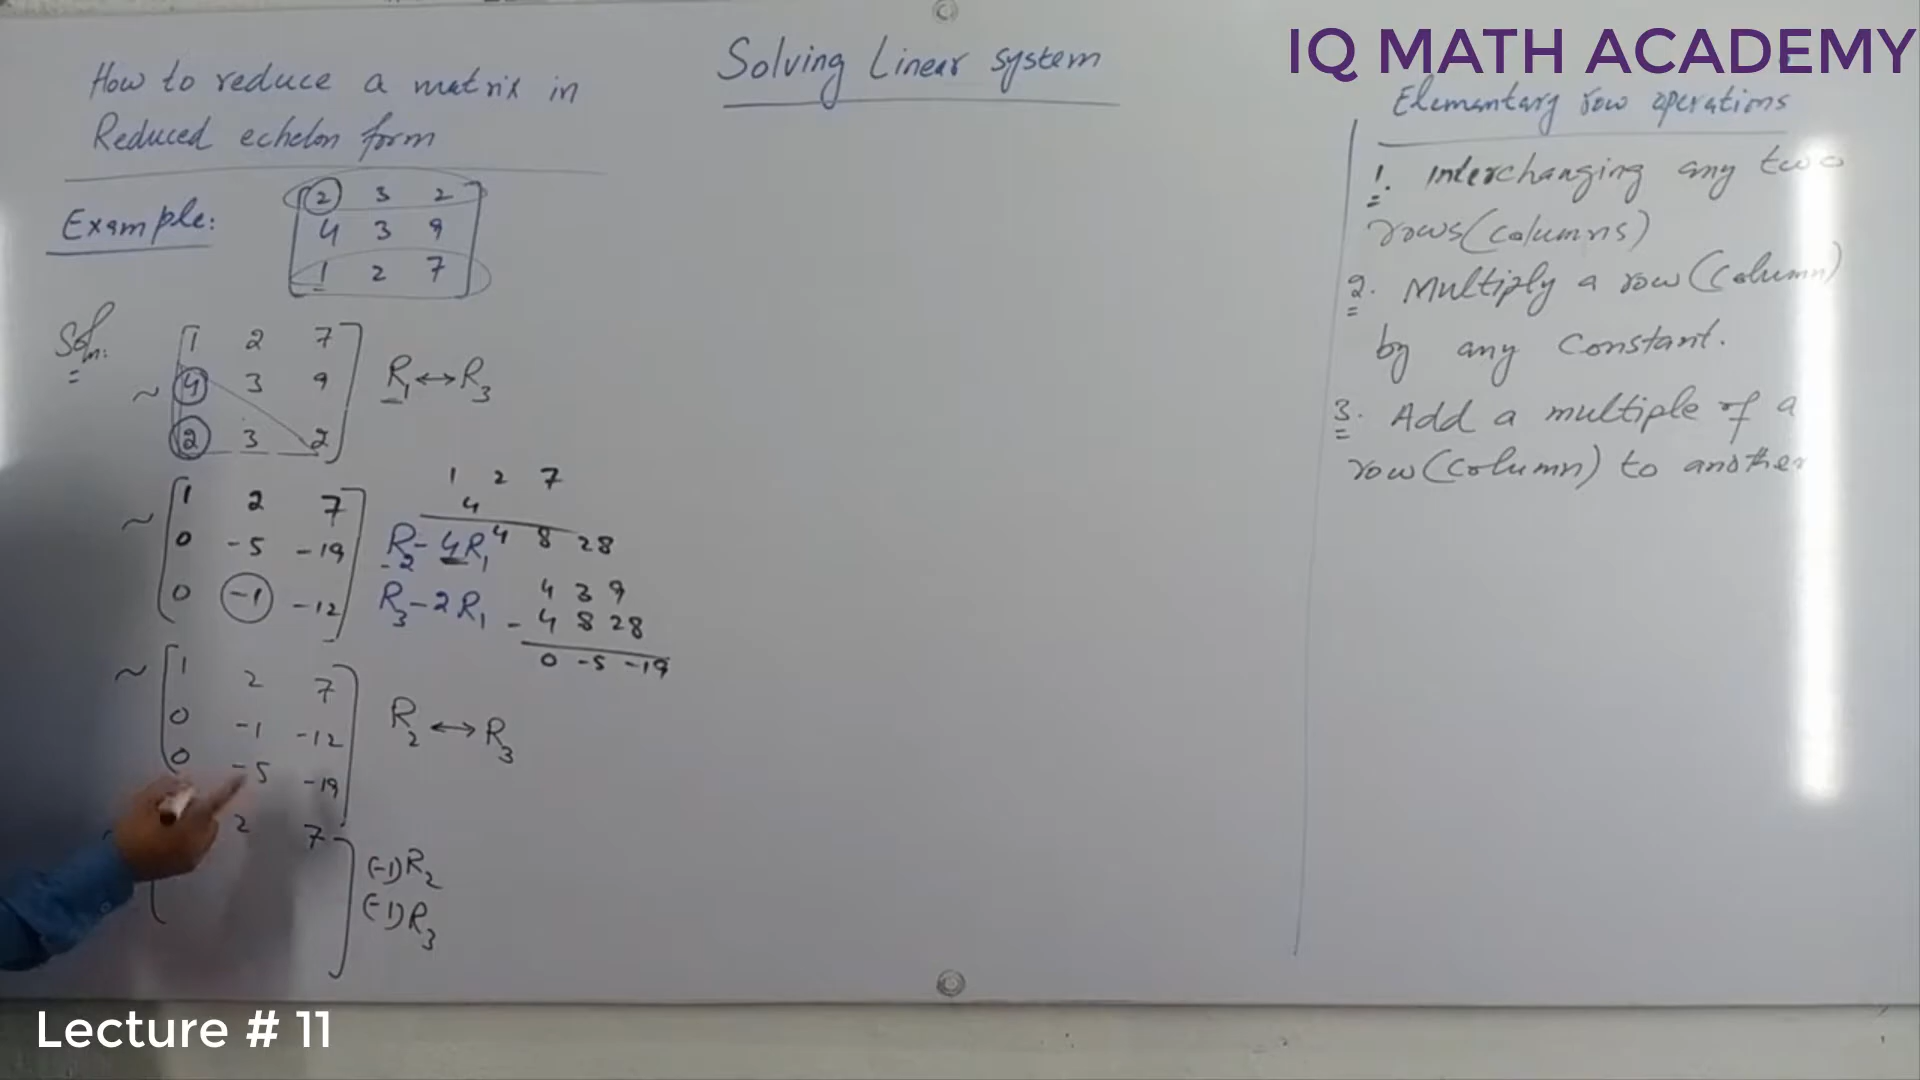 IQ MATH ACADEMY
Solving Linear system
How to reduce a matrix in
Reduced echelon form
Example:
2 3 2
4 3 9
1 2 7
Soln:
1 2 7
~ 4 3 9 R1 ↔ R3
2 3 2
~ 1 2 7
0 -5 -19 R2 - 4R1
0 -1 -12 R3 - 2R1
1 2 7
4
4 8 28
4 3 9
- 4 8 28
0 -5 -19
~ 1 2 7
0 -1 -12 R2 ↔ R3
0 -5 -19
2 7
(-1)R2
(-1)R3
Elementary row operations
1. Interchanging any two
rows(columns)
2. Multiply a row (Column)
by any Constant.
3. Add a multiple of a
row(Column) to another
Lecture # 11